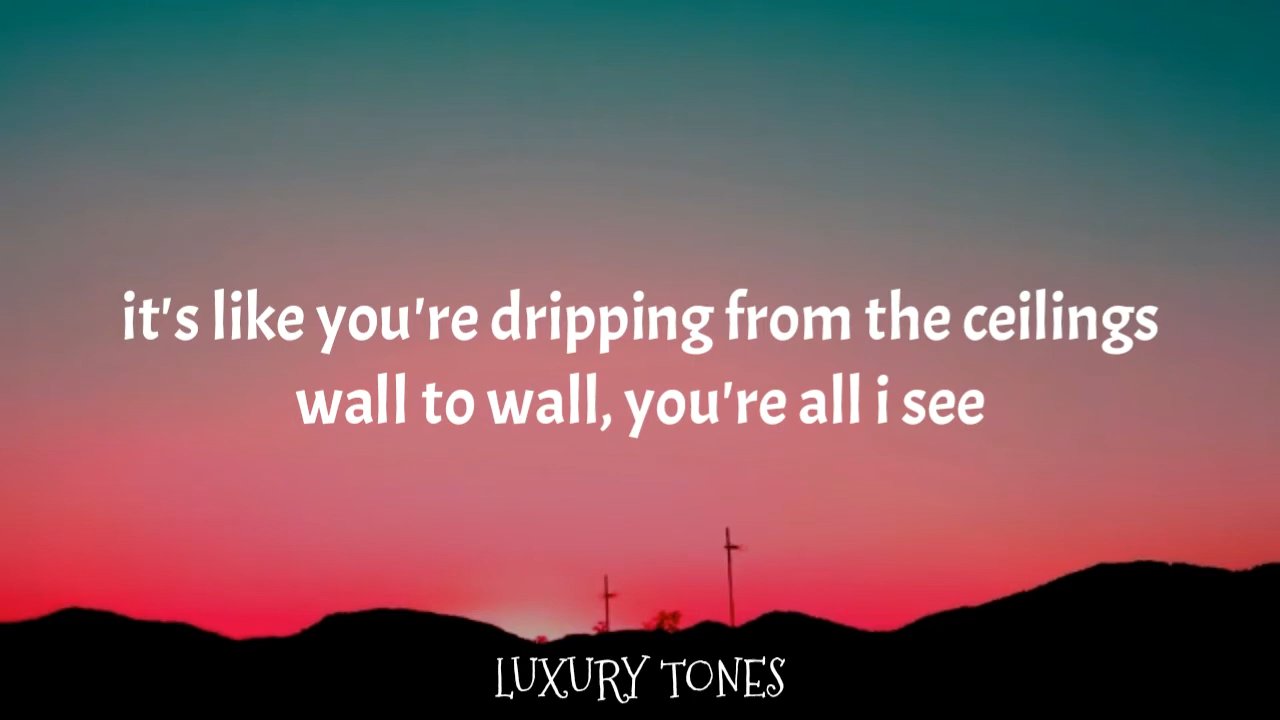 it's like you're dripping from the ceilings
wall to wall, you're all i see
LUXURY TONES